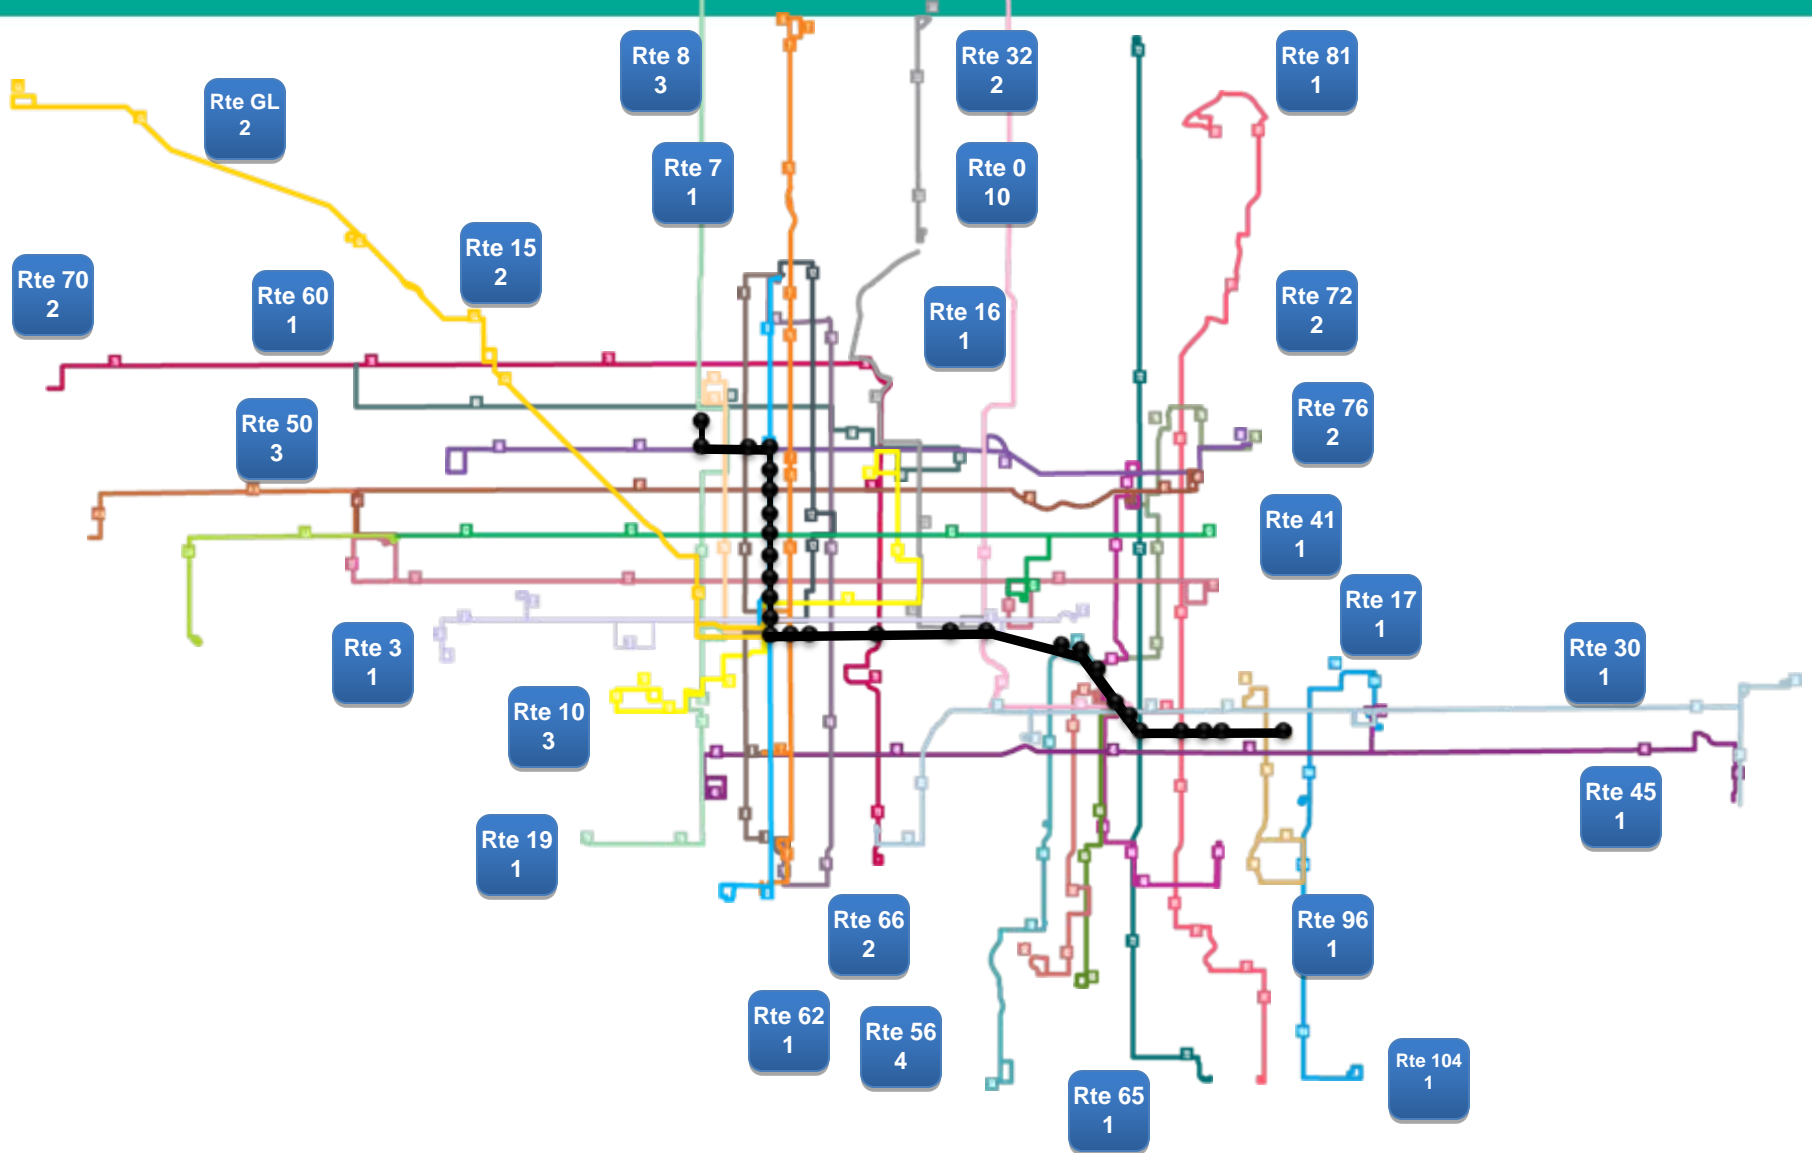 Rte 8
3
Rte 32
2
Rte 81
1
Rte GL
2
Rte 7
1
Rte 0
10
Rte 15
2
Rte 70
2
Rte 60
1
Rte 16
1
Rte 72
2
Rte 50
3
Rte 76
2
Rte 41
1
Rte 17
1
Rte 3
1
Rte 30
1
Rte 10
3
Rte 45
1
Rte 19
1
Rte 66
2
Rte 96
1
Rte 62
1
Rte 56
4
Rte 104
1
Rte 65
1